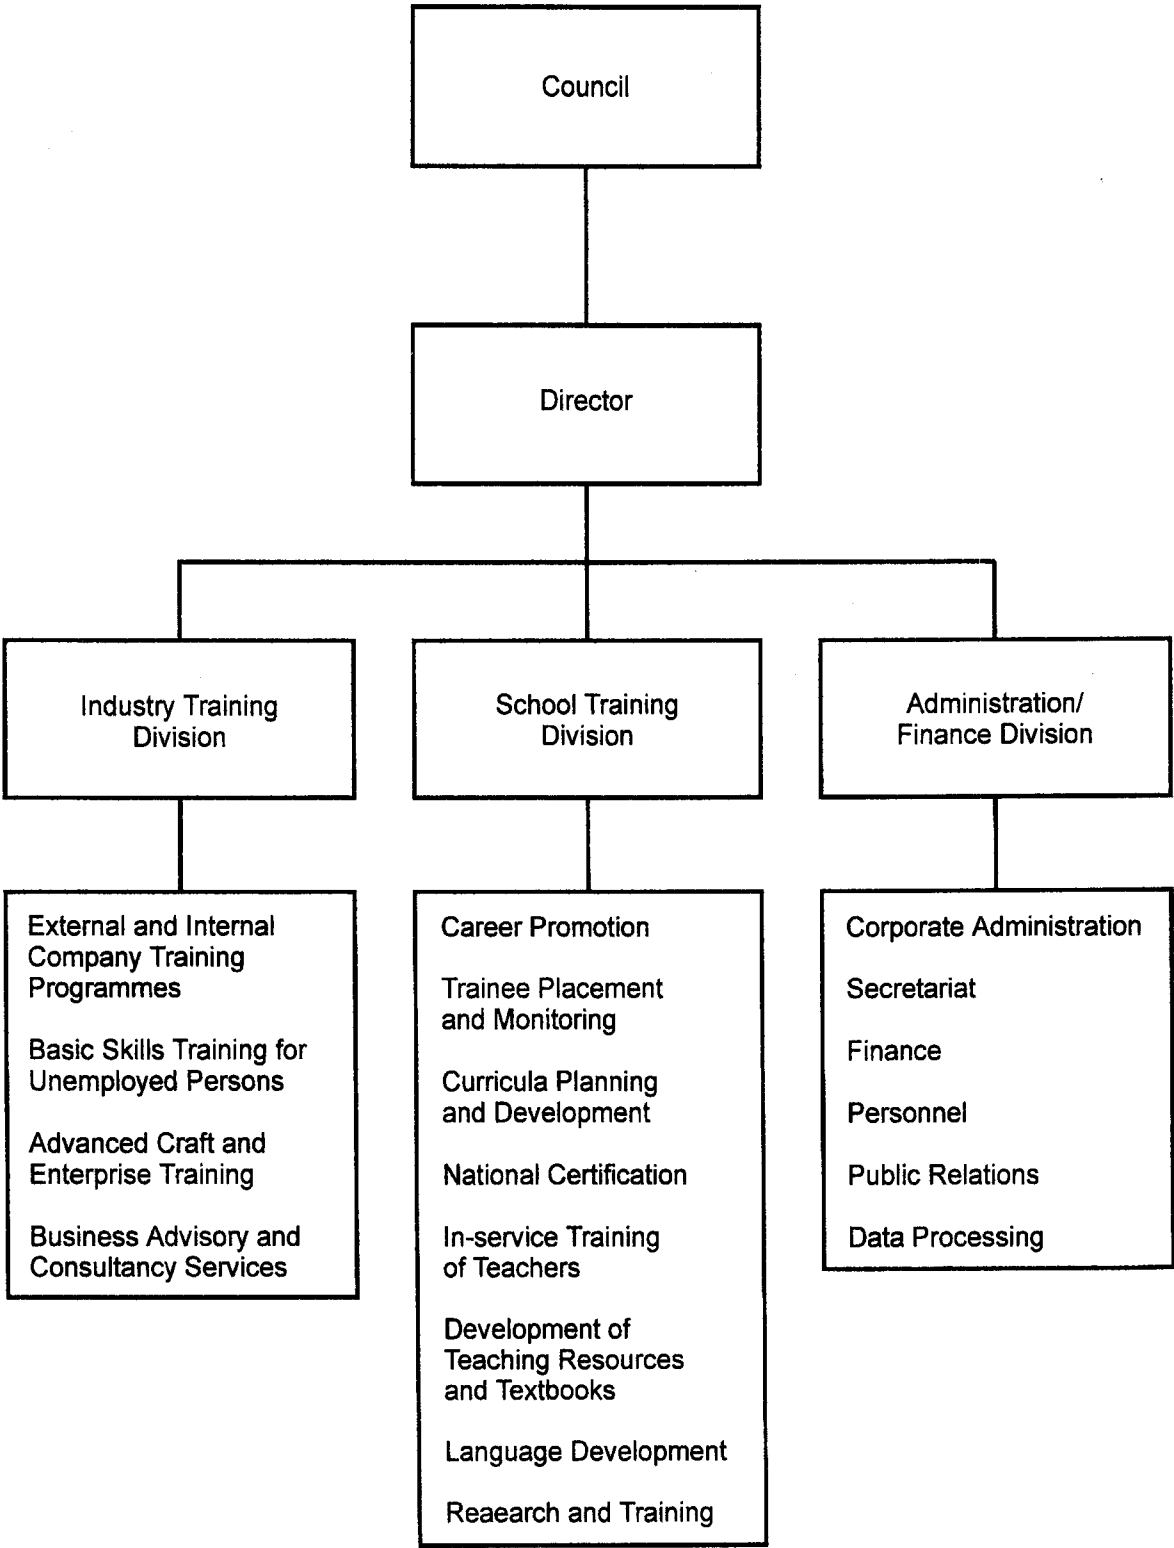 Council
Director
Industry Training
Division
School Training
Division
Administration/
Finance Division
External and Internal
Company Training
Programmes
Basic Skills Training for
Unemployed Persons
Advanced Craft and
Enterprise Training
Business Advisory and
Consultancy Services
Career Promotion
Trainee Placement
and Monitoring
Curricula Planning
and Development
National Certification
In-service Training
of Teachers
Development of
Teaching Resources
and Textbooks
Language Development
Reaearch and Training
Corporate Administration
Secretariat
Finance
Personnel
Public Relations
Data Processing